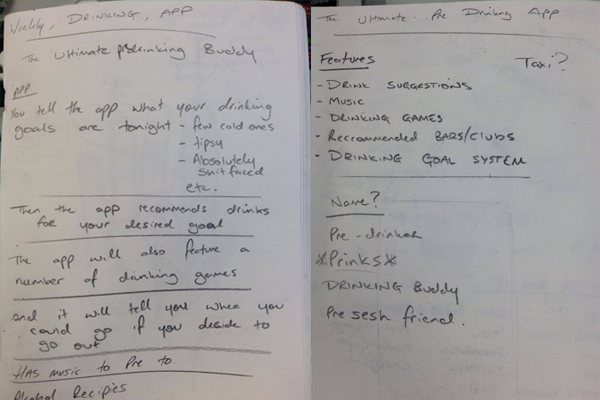 Weekly, DRINKING, APP
The Ultimate Drinking Buddy
APP
You tell the app what your drinking
goals are tonight - few cold ones
- tipsy
- Absolutely
shitfaced
etc.
Then the app recommends drinks
for your desired goal
The app will also feature a
number of drinking games
and it will tell you where you
could go if you decide to
go out
HAS music to Pre to
Alcohol Recipies
The Ultimate.. Pre Drinking App
Features
Taxi?
- DRINK SUGGESTIONS
- MUSIC
- DRINKING GAMES
- Reccommended BARS/CLUBS
- DRINKING GOAL SYSTEM
Name?
Pre-drinker
*Prinks*
DRINKING Buddy
Pre sesh friend.